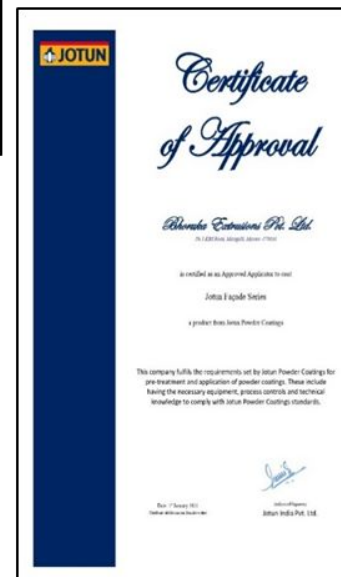 JOTUN
Certificate
of Approval
Bhoruka Extrusions Pvt. Ltd.
is certified as an Approved Applicator to coat
Jotun Façade Series
a product from Jotun Powder Coatings
This company fulfils the requirements set by Jotun Powder Coatings for
pre-treatment and application of powder coatings. These include
having the necessary equipment, process controls and technical
knowledge to comply with Jotun Powder Coatings standards.
Jotun India Pvt. Ltd.